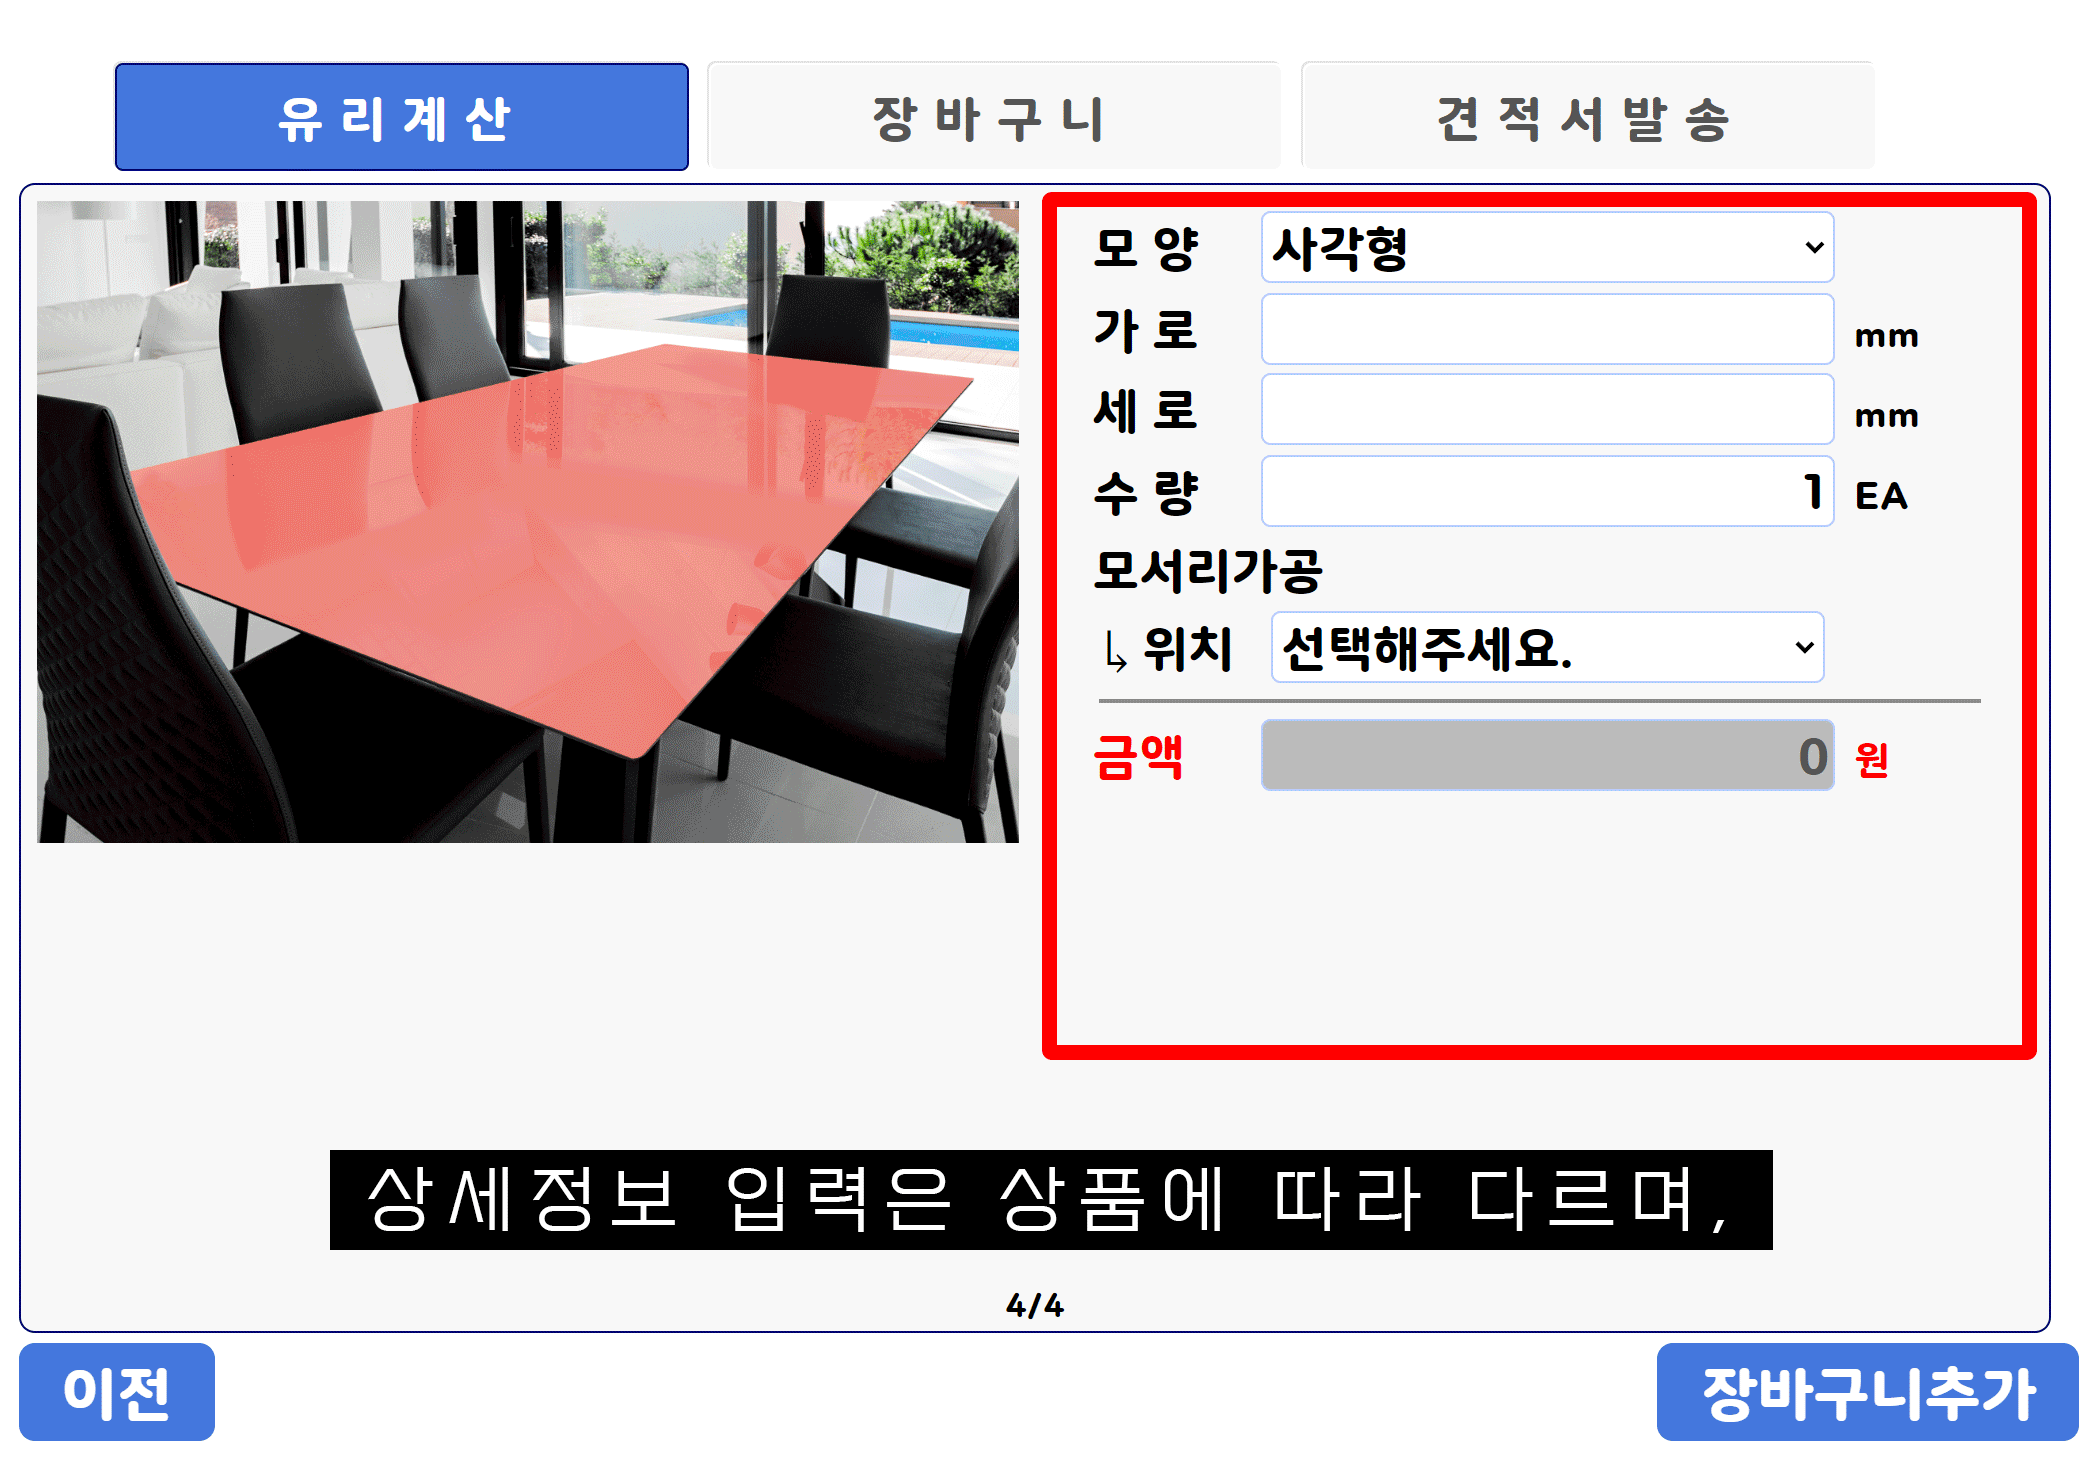 유리계산 장바구니 견적서발송
모양 사각형
가로 mm
세로 mm
수량 1 EA
모서리가공
↳ 위치 선택해주세요.
금액 0 원
상세정보 입력은 상품에 따라 다르며,
4/4
이전 장바구니추가